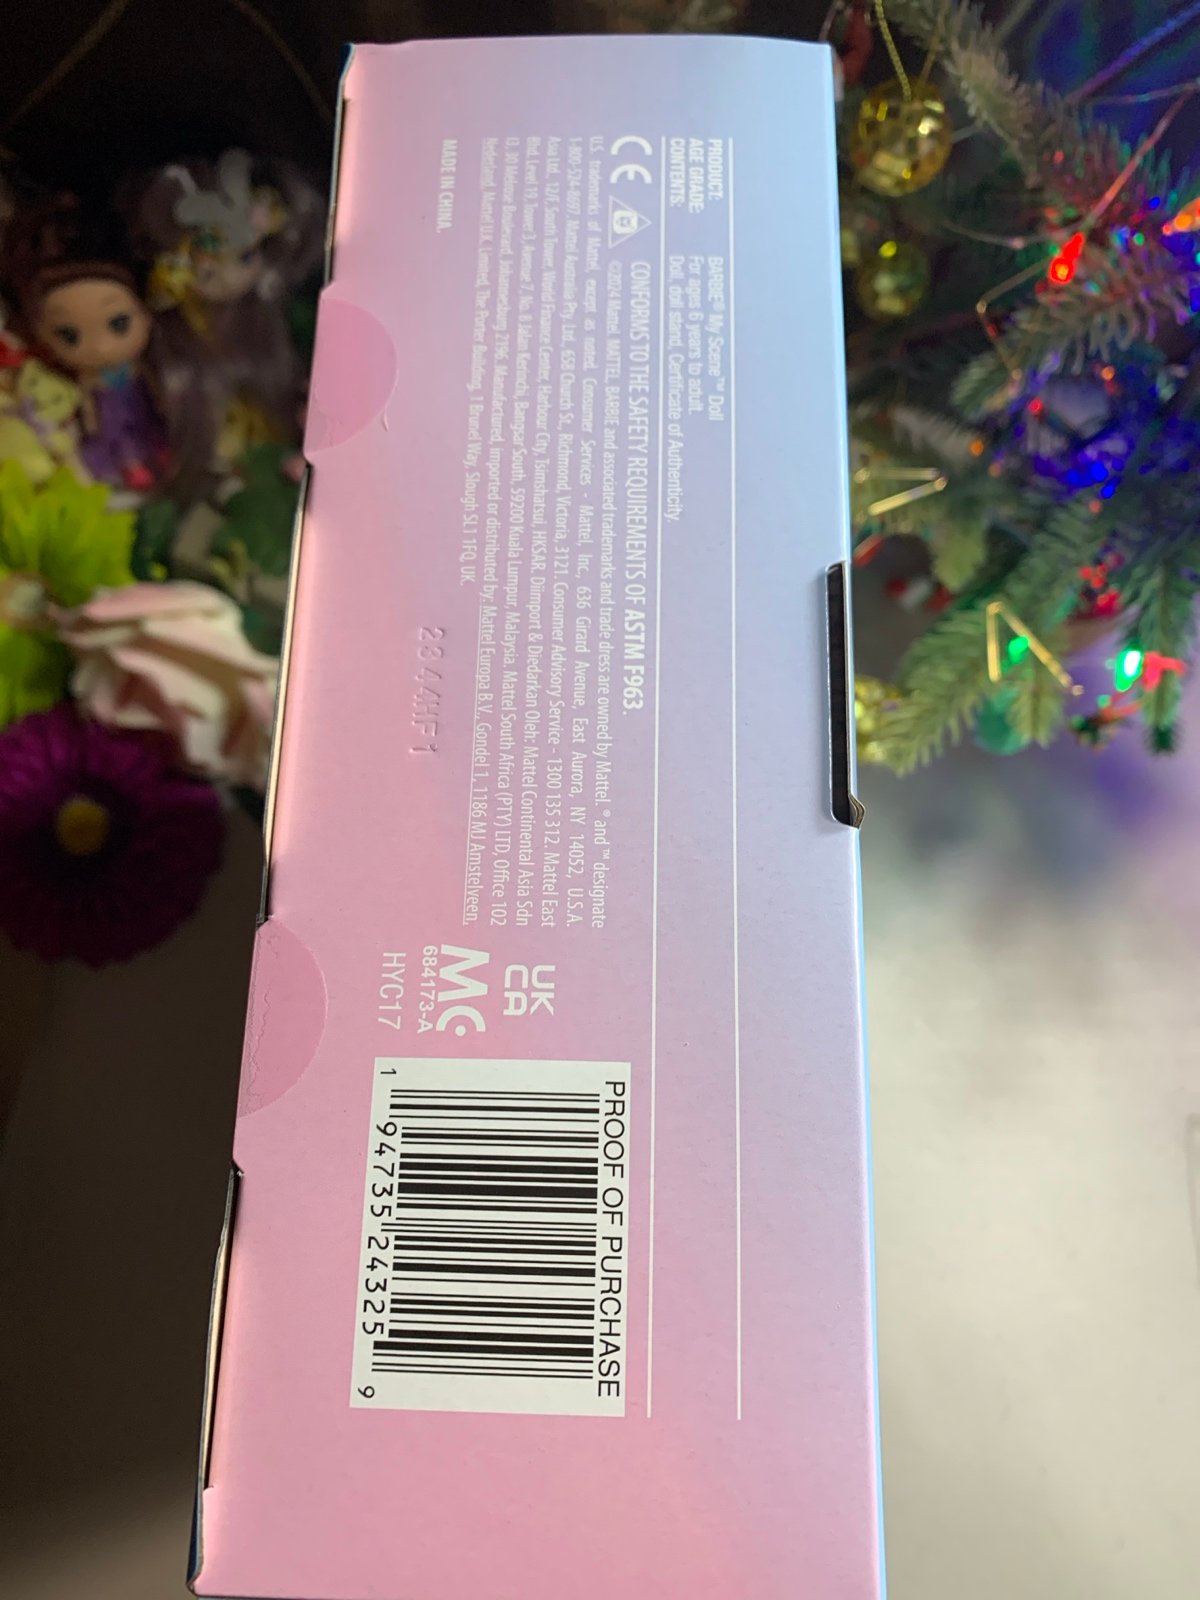 PRODUCT: BARBIE® My Scene™ Doll
AGE GRADE: For ages 6 years to adult.
CONTENTS: Doll, doll stand, Certificate of Authenticity.
CE CONFORMS TO THE SAFETY REQUIREMENTS OF ASTM F963.
©2024 Mattel. MATTEL, BARBIE and associated trademarks and trade dress are owned by Mattel. ® and ™ designate
U.S. trademarks of Mattel, except as noted. Consumer Services - Mattel, Inc., 636 Girard Avenue, East Aurora, NY 14052, U.S.A.
1-800-524-8697. Mattel Australia Pty. Ltd., 658 Church St., Richmond, Victoria, 3121. Consumer Advisory Service - 1300 135 312. Mattel East
Asia Ltd., 12/F, South Tower, World Finance Center, Harbour City, Tsimshatsui, HKSAR. Diimport & Diedarkan Oleh: Mattel Continental Asia Sdn
Bhd. Level 19, Tower 3, Avenue 7, No. 8 Jalan Kerinchi, Bangsar South, 59200 Kuala Lumpur, Malaysia. Mattel South Africa (PTY) LTD, Office 102
I3, 30 Melrose Boulevard, Johannesburg 2196. Manufactured, imported or distributed by: Mattel Europa B.V., Gondel 1, 1186 MJ Amstelveen,
Nederland. Mattel U.K. Limited, The Porter Building, 1 Brunel Way, Slough SL1 1FQ, UK.
MADE IN CHINA.
2344HF1
UK
CA
MC
684173-A
HYC17
PROOF OF PURCHASE
1 94735 24325 9